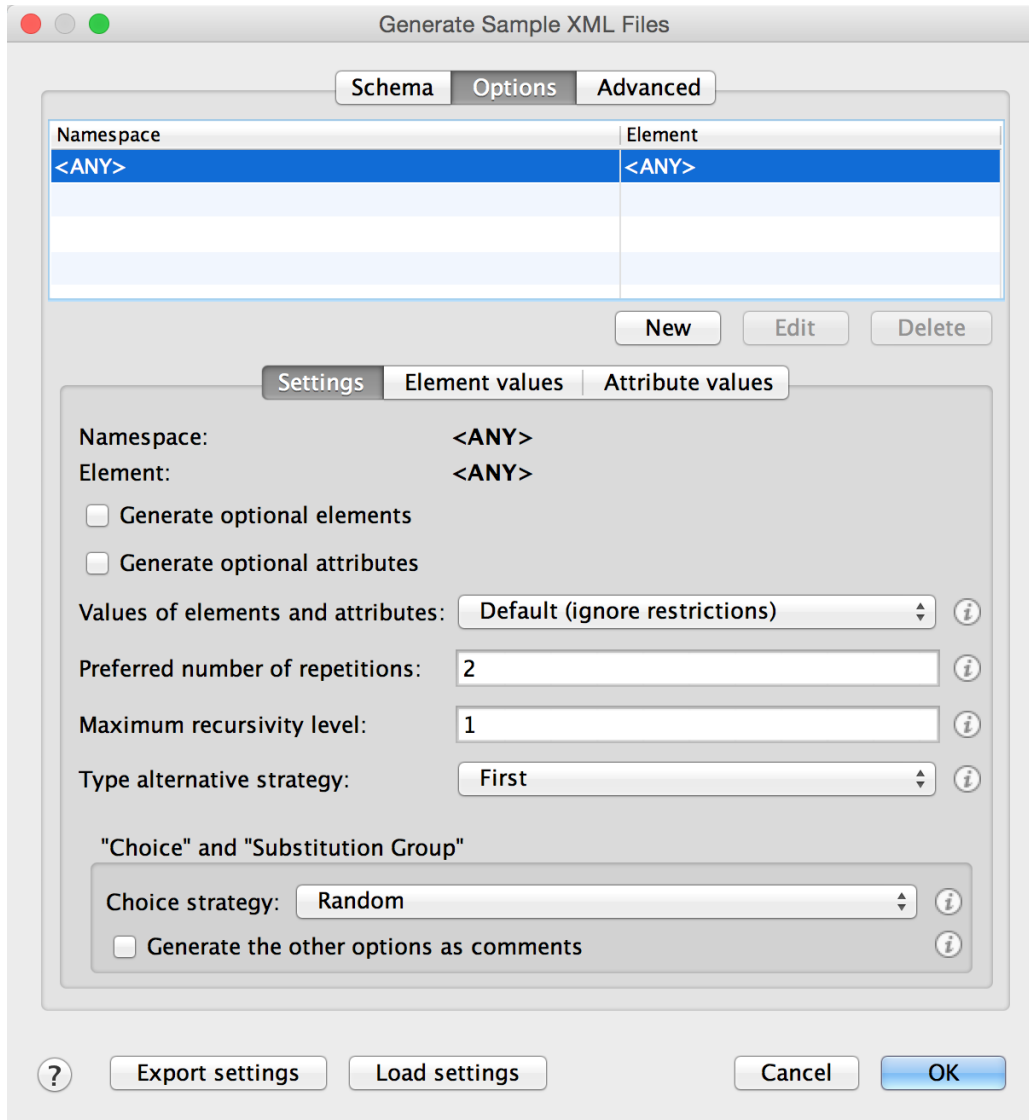 Generate Sample XML Files
Schema Options Advanced
Namespace Element
<ANY> <ANY>
New Edit Delete
Settings Element values Attribute values
Namespace: <ANY>
Element: <ANY>
Generate optional elements
Generate optional attributes
Values of elements and attributes: Default (ignore restrictions) i
Preferred number of repetitions: 2 i
Maximum recursivity level: 1 i
Type alternative strategy: First i
"Choice" and "Substitution Group"
Choice strategy: Random i
Generate the other options as comments i
? Export settings Load settings Cancel OK